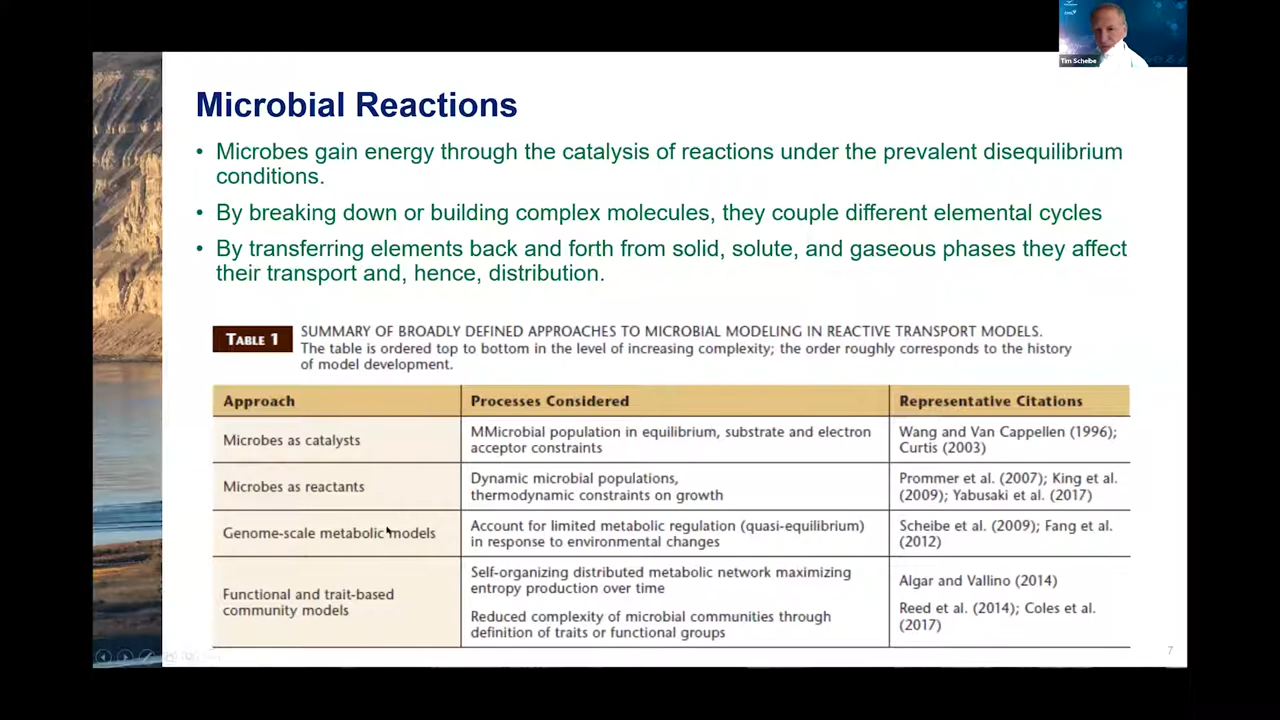 Tim Scheibe
Microbial Reactions
• Microbes gain energy through the catalysis of reactions under the prevalent disequilibrium
conditions.
• By breaking down or building complex molecules, they couple different elemental cycles
• By transferring elements back and forth from solid, solute, and gaseous phases they affect
their transport and, hence, distribution.
TABLE 1
SUMMARY OF BROADLY DEFINED APPROACHES TO MICROBIAL MODELING IN REACTIVE TRANSPORT MODELS.
The table is ordered top to bottom in the level of increasing complexity; the order roughly corresponds to the history
of model development.
Approach
Processes Considered
Representative Citations
Microbes as catalysts
MMicrobial population in equilibrium, substrate and electron
acceptor constraints
Wang and Van Cappellen (1996);
Curtis (2003)
Microbes as reactants
Dynamic microbial populations,
thermodynamic constraints on growth
Prommer et al. (2007); King et al.
(2009); Yabusaki et al. (2017)
Genome-scale metabolic models
Account for limited metabolic regulation (quasi-equilibrium)
in response to environmental changes
Scheibe et al. (2009); Fang et al.
(2012)
Functional and trait-based
community models
Self-organizing distributed metabolic network maximizing
entropy production over time
Algar and Vallino (2014)
Reduced complexity of microbial communities through
definition of traits or functional groups
Reed et al. (2014); Coles et al.
(2017)
7